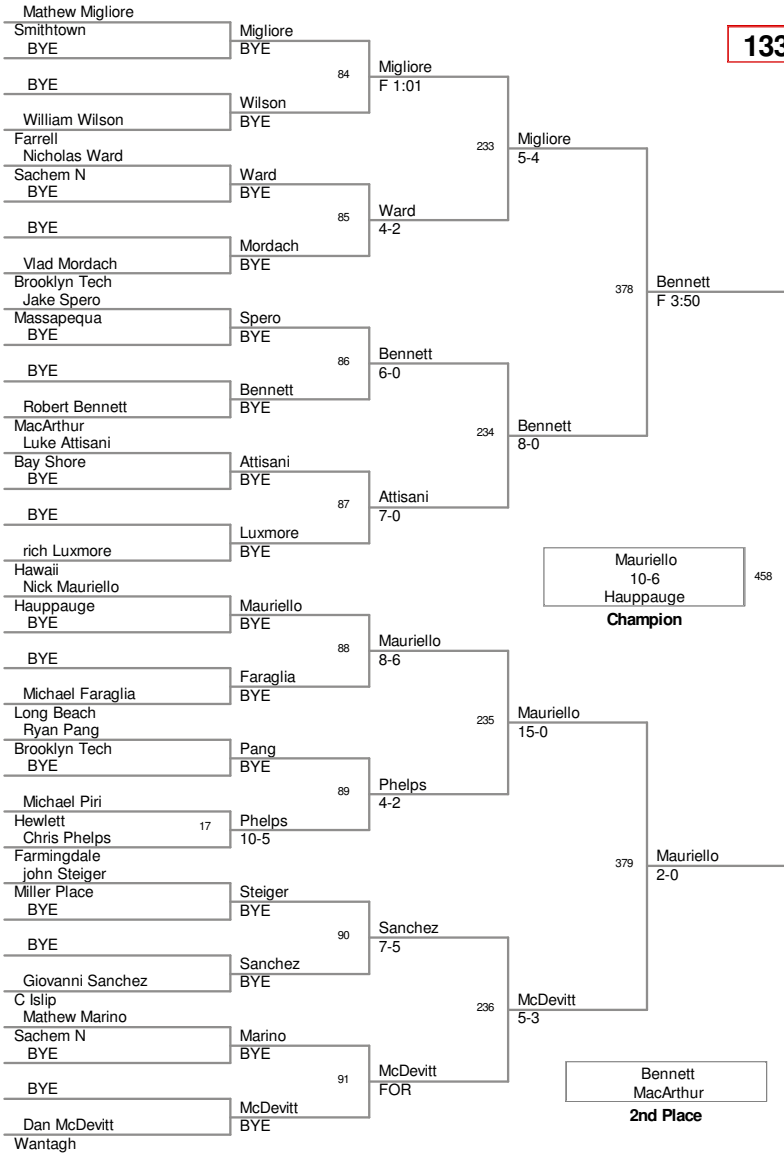 Mathew Migliore
Smithtown
BYE
BYE
William Wilson
Farrell
Nicholas Ward
Sachem N
BYE
BYE
Vlad Mordach
Brooklyn Tech
Jake Spero
Massapequa
BYE
BYE
Robert Bennett
MacArthur
Luke Attisani
Bay Shore
BYE
BYE
rich Luxmore
Hawaii
Nick Mauriello
Hauppauge
BYE
BYE
Michael Faraglia
Long Beach
Ryan Pang
Brooklyn Tech
BYE
Michael Piri
Hewlett
Chris Phelps
Farmingdale
john Steiger
Miller Place
BYE
BYE
Giovanni Sanchez
C Islip
Mathew Marino
Sachem N
BYE
BYE
Dan McDevitt
Wantagh
17
Migliore
BYE
Wilson
BYE
Ward
BYE
Mordach
BYE
Spero
BYE
Bennett
BYE
Attisani
BYE
Luxmore
BYE
Mauriello
BYE
Faraglia
BYE
Pang
BYE
Phelps
10-5
Steiger
BYE
Sanchez
BYE
Marino
BYE
McDevitt
BYE
84
85
86
87
88
89
90
91
Migliore
F 1:01
Ward
4-2
Bennett
6-0
Attisani
7-0
Mauriello
8-6
Phelps
4-2
Sanchez
7-5
McDevitt
FOR
233
234
235
236
Migliore
5-4
Bennett
8-0
Mauriello
15-0
McDevitt
5-3
378
379
Bennett
F 3:50
Mauriello
2-0
133
Mauriello
10-6
Hauppauge
458
Champion
Bennett
MacArthur
2nd Place